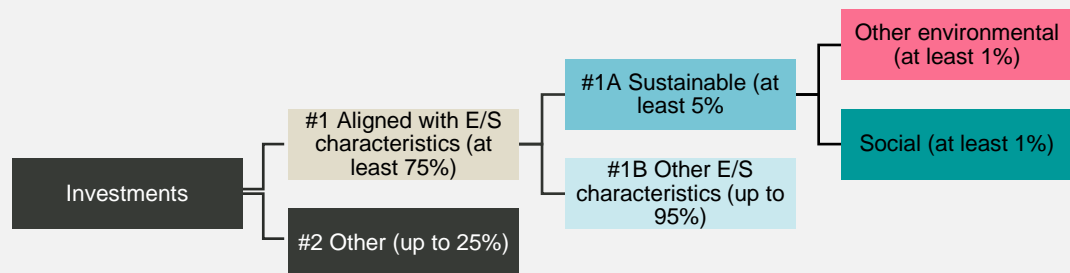 Investments
#1 Aligned with E/S
characteristics (at
least 75%)
#2 Other (up to 25%)
#1A Sustainable (at
least 5%
#1B Other E/S
characteristics (up to
95%)
Other environmental
(at least 1%)
Social (at least 1%)